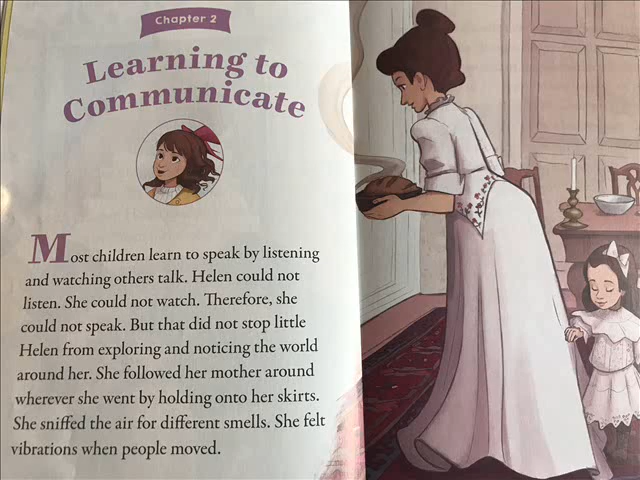 Chapter 2
Learning to
Communicate
Most children learn to speak by listening
and watching others talk. Helen could not
listen. She could not watch. Therefore, she
could not speak. But that did not stop little
Helen from exploring and noticing the world
around her. She followed her mother around
wherever she went by holding onto her skirts.
She sniffed the air for different smells. She felt
vibrations when people moved.